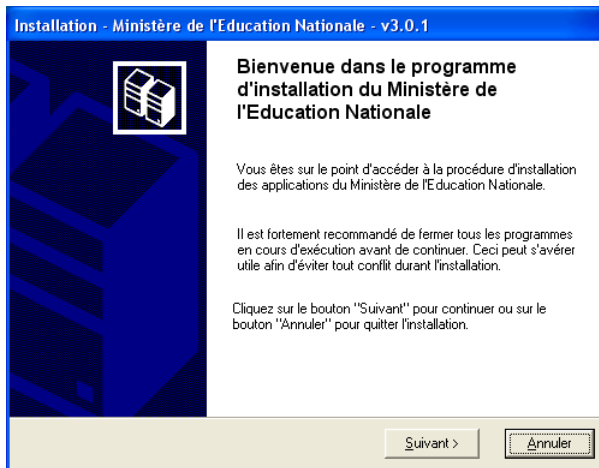 Installation - Ministère de l'Education Nationale - v3.0.1
Bienvenue dans le programme
d'installation du Ministère de
l'Education Nationale
Vous êtes sur le point d'accéder à la procédure d'installation
des applications du Ministère de l'Education Nationale.
Il est fortement recommandé de fermer tous les programmes
en cours d'exécution avant de continuer. Ceci peut s'avérer
utile afin d'éviter tout conflit durant l'installation.
Cliquez sur le bouton "Suivant" pour continuer ou sur le
bouton "Annuler" pour quitter l'installation.
Suivant >
Annuler